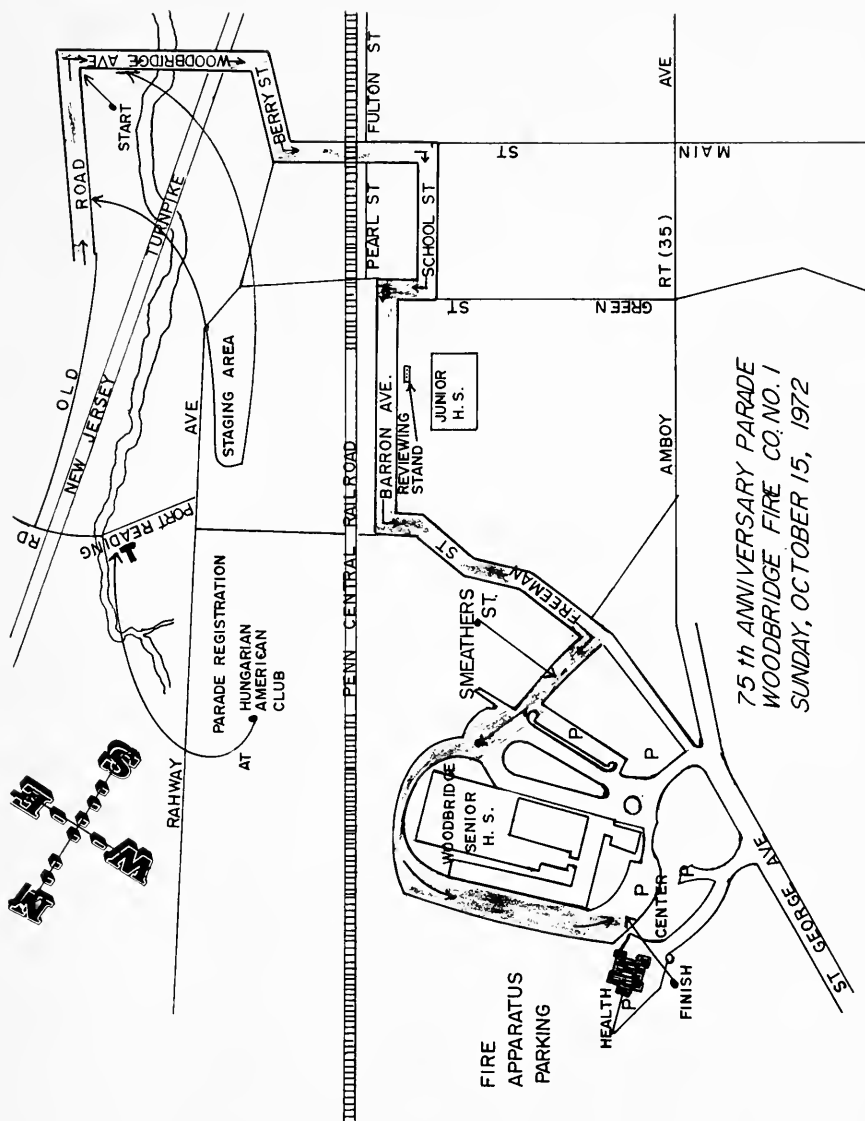 WOODBRIDGE AVE
START
ROAD
OLD
NEW JERSEY
TURNPIKE
BERRY ST
FULTON ST
AVE
MAIN
ST
PEARL ST
SCHOOL ST
RT (35)
GREEN
ST
STAGING AREA
AVE.
RAHWAY
PORT READING
RD
PARADE REGISTRATION
AT
HUNGARIAN
AMERICAN
CLUB
PENN CENTRAL RAILROAD
BARRON AVE.
REVIEWING
STAND
JUNIOR
H. S.
AMBOY
FREEMAN
ST
SMEATHERS
ST.
WOODBRIDGE
SENIOR
H. S.
P
P
P
P
P
HEALTH
CENTER
FINISH
FIRE
APPARATUS
PARKING
ST GEORGE AVE
N
E
S
W
75 th ANNIVERSARY PARADE
WOODBRIDGE FIRE CO. NO. 1
SUNDAY, OCTOBER 15, 1972